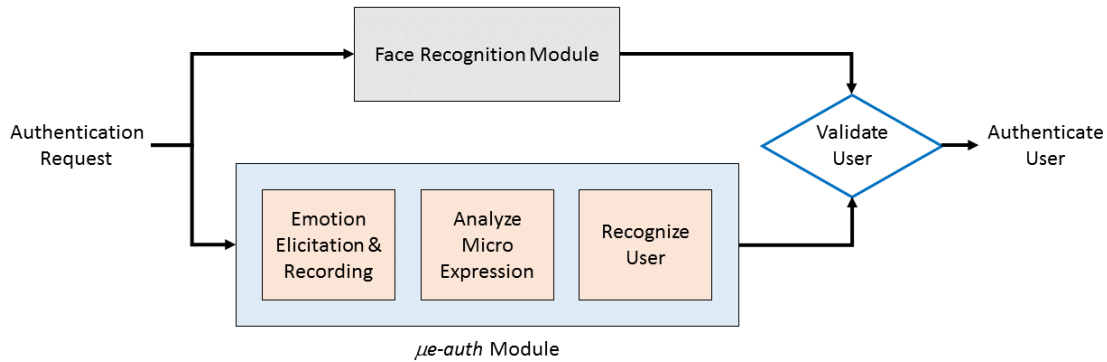 Face Recognition Module
Authentication
Request
Validate
User
Authenticate
User
Emotion
Elicitation &
Recording
Analyze
Micro
Expression
Recognize
User
μe-auth Module